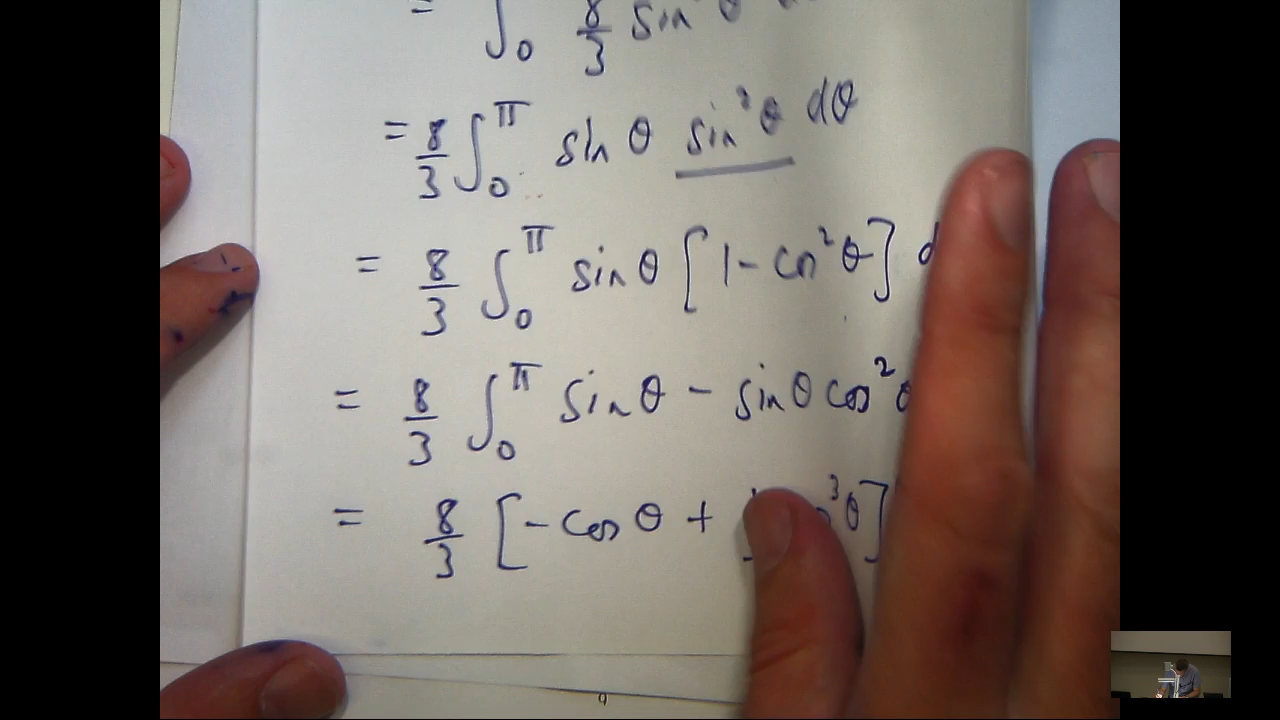 = ∫₀ 8/3 sin θ
= 8/3 ∫₀^π sin θ sin²θ dθ
= 8/3 ∫₀^π sin θ [1 - cos²θ] d
= 8/3 ∫₀^π sin θ - sin θ cos²θ
= 8/3 [-cos θ + ³θ]
9